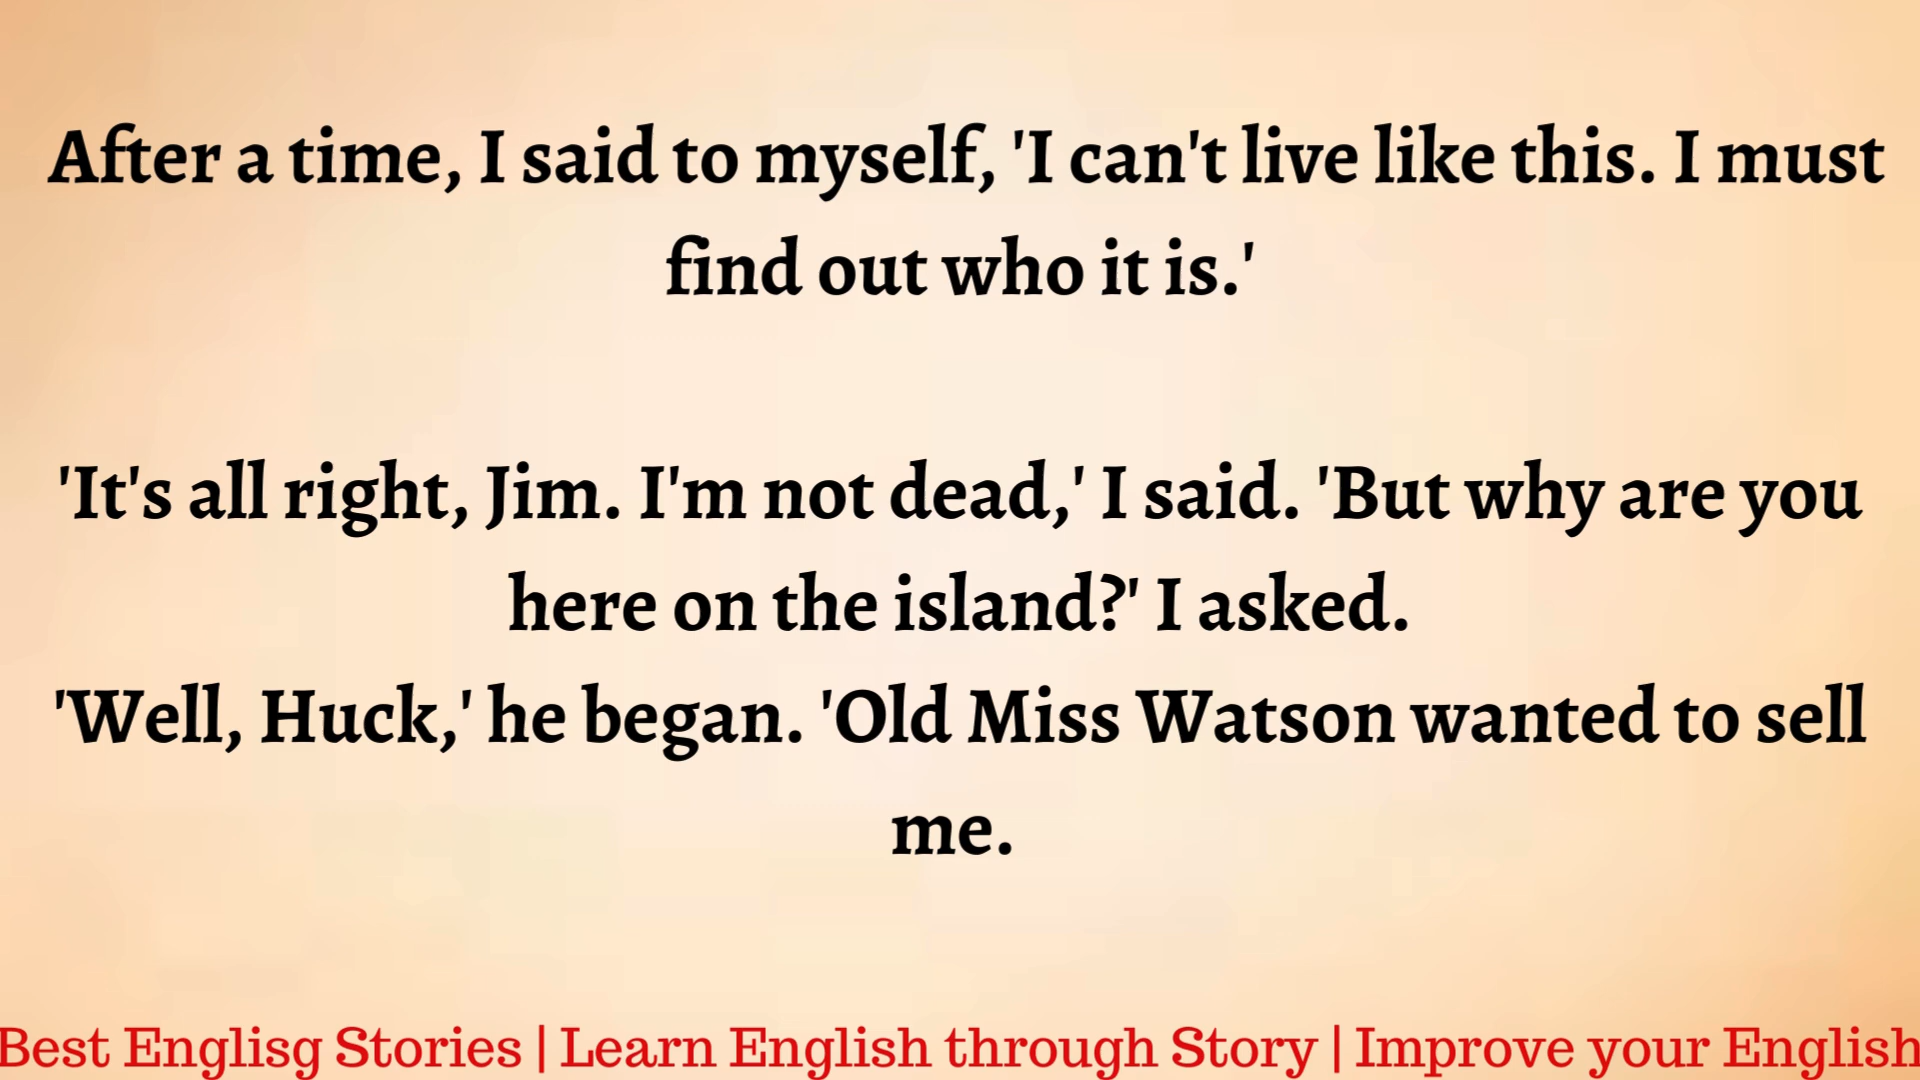 After a time, I said to myself, 'I can't live like this. I must
find out who it is.'
'It's all right, Jim. I'm not dead,' I said. 'But why are you
here on the island?' I asked.
'Well, Huck,' he began. 'Old Miss Watson wanted to sell
me.
Best Englisg Stories | Learn English through Story | Improve your English